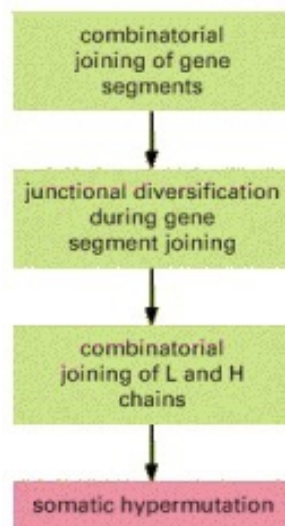 combinatorial
joining of gene
segments
junctional diversification
during gene
segment joining
combinatorial
joining of L and H
chains
somatic hypermutation